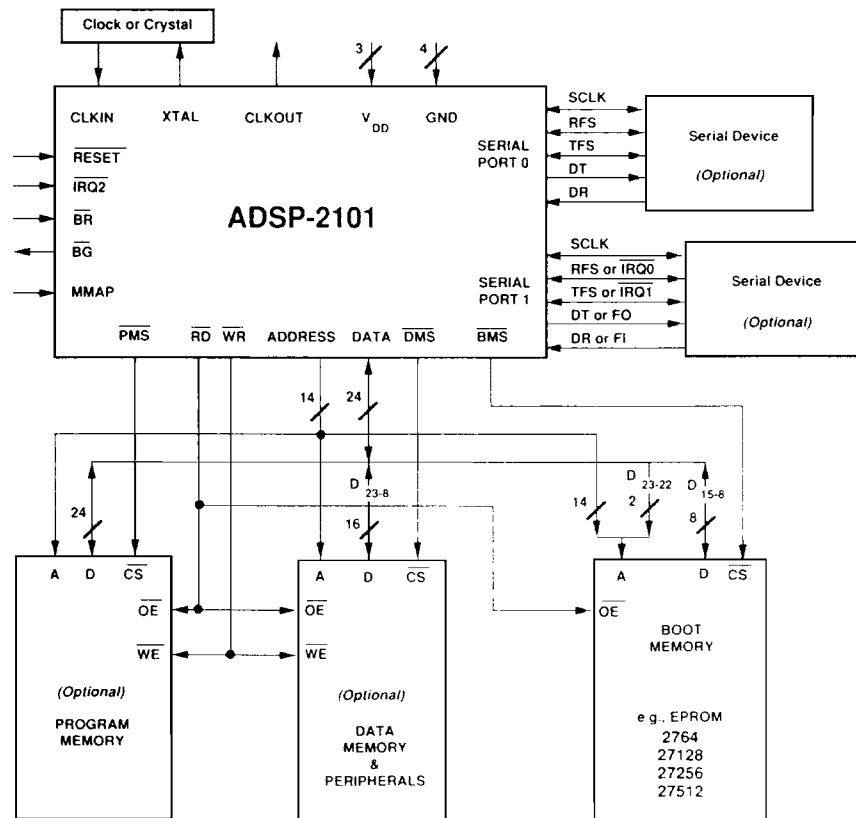 Clock or Crystal
3
4
CLKIN XTAL CLKOUT VDD GND
RESET
IRQ2
BR
BG
MMAP
ADSP-2101
SERIAL
PORT 0
SCLK
RFS
TFS
DT
DR
Serial Device
(Optional)
SERIAL
PORT 1
SCLK
RFS or IRQ0
TFS or IRQ1
DT or FO
DR or FI
Serial Device
(Optional)
PMS RD WR ADDRESS DATA DMS BMS
14
24
24
D23-8
16
14
D23-22
2
D15-8
8
A D CS
OE
WE
(Optional)
PROGRAM
MEMORY
A D CS
OE
WE
(Optional)
DATA
MEMORY
&
PERIPHERALS
A D CS
OE
BOOT
MEMORY
e g., EPROM
2764
27128
27256
27512